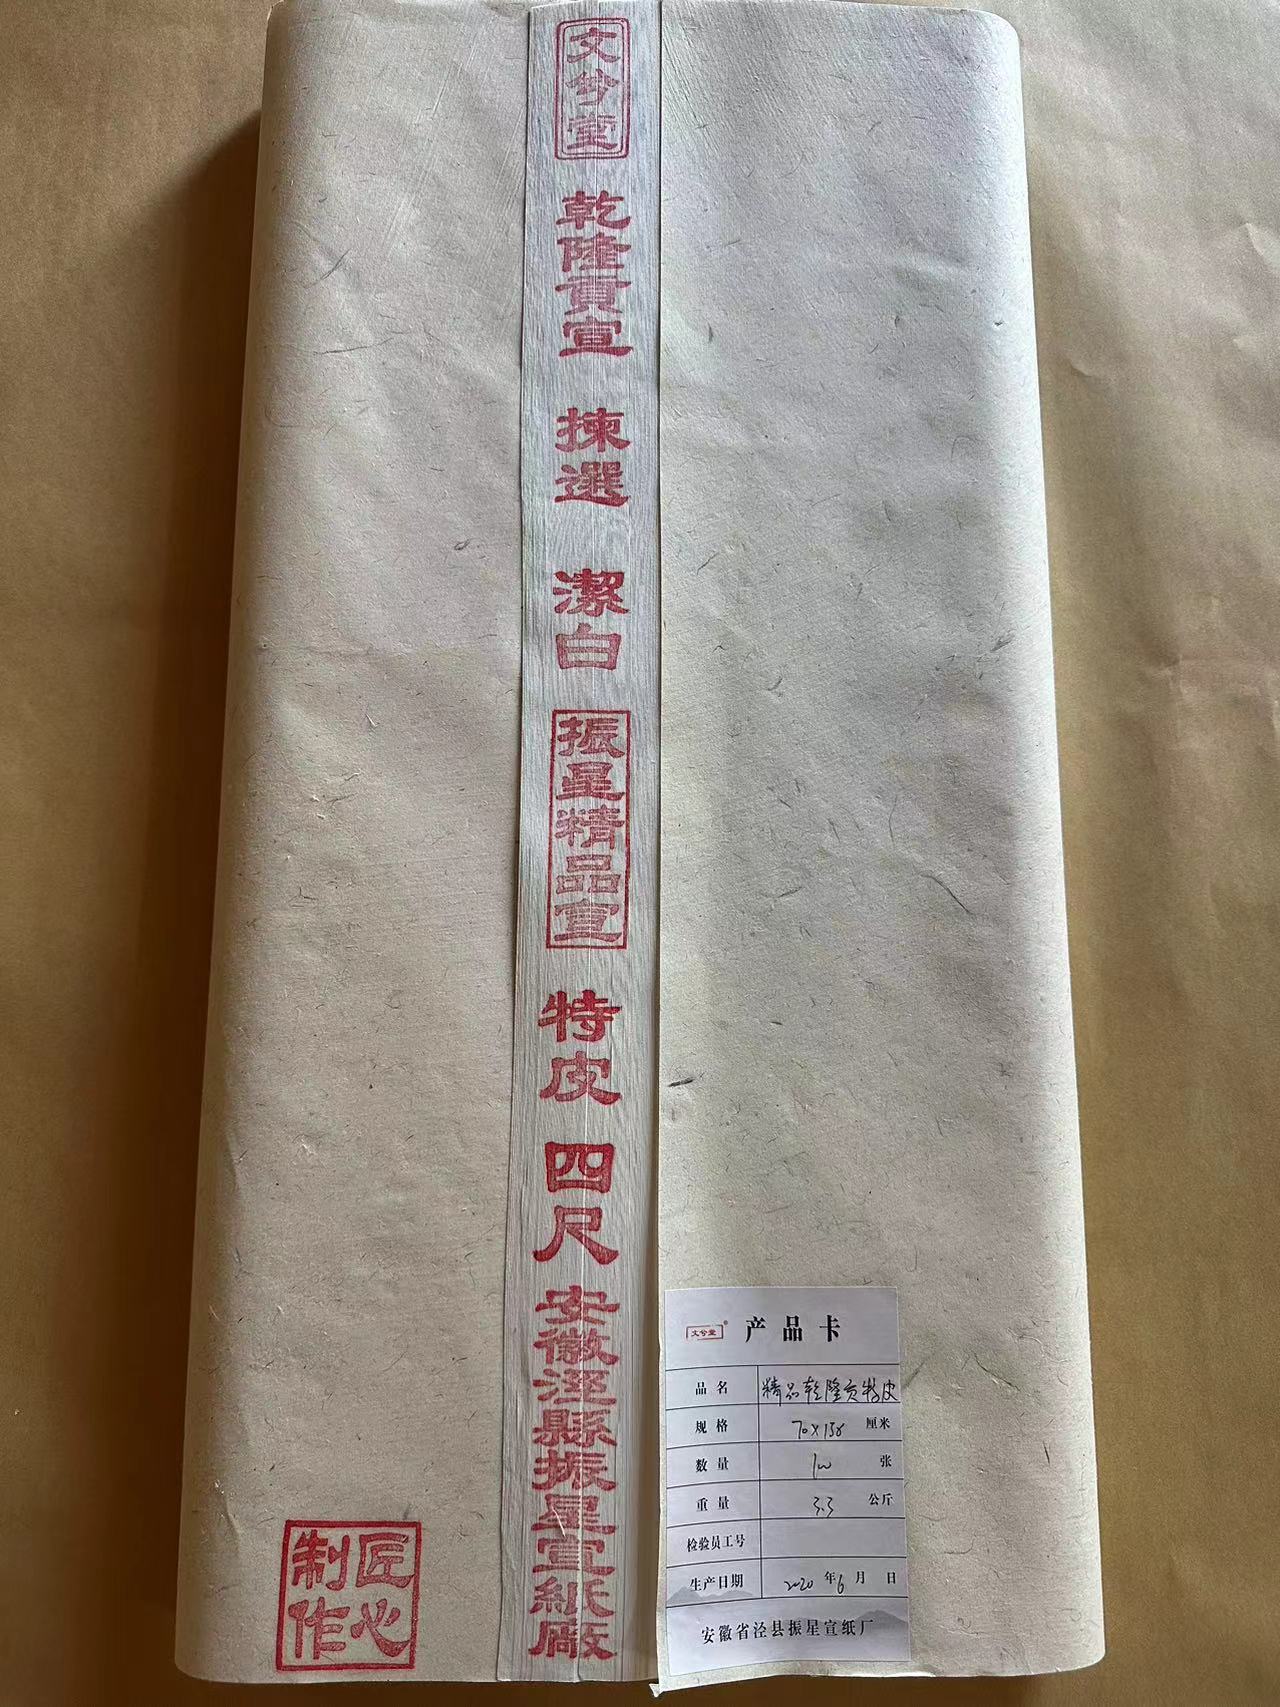 文兮堂
乾隆貢宣
揀選
潔白
振星精品宣
特皮
四尺
安徽涇縣振星宣紙廠
匠心
制作
文兮堂
产品卡
品名 精品乾隆贡特皮
规格 70×138 厘米
数量 100 张
重量 3.3 公斤
检验员工号
生产日期 2020年6月 日
安徽省泾县振星宣纸厂